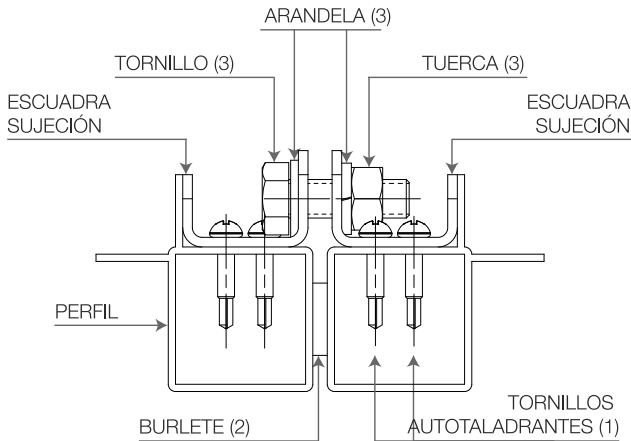 ARANDELA (3)
TORNILLO (3)
TUERCA (3)
ESCUADRA
SUJECIÓN
ESCUADRA
SUJECIÓN
PERFIL
BURLETE (2)
TORNILLOS
AUTOTALADRANTES (1)